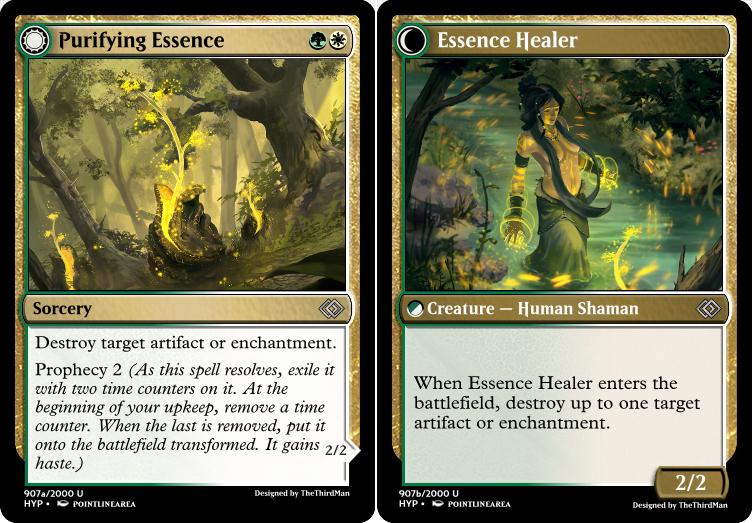 Purifying Essence
Sorcery
Destroy target artifact or enchantment.
Prophecy 2 (As this spell resolves, exile it
with two time counters on it. At the
beginning of your upkeep, remove a time
counter. When the last is removed, put it
onto the battlefield transformed. It gains
haste.)
2/2
907a/2000 U
HYP • POINTLINEAREA
Designed by TheThirdMan
Essence Healer
Creature — Human Shaman
When Essence Healer enters the
battlefield, destroy up to one target
artifact or enchantment.
2/2
907b/2000 U
HYP • POINTLINEAREA
Designed by TheThirdMan